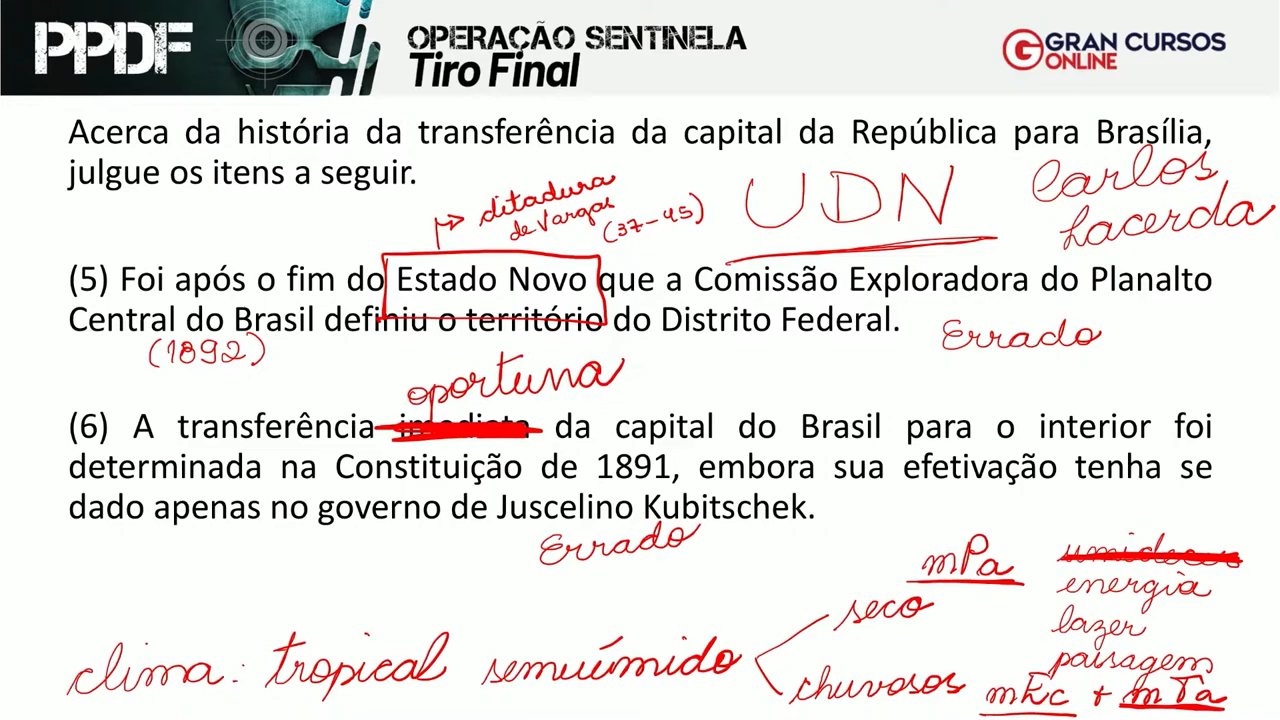 PPDF
OPERAÇÃO SENTINELA
Tiro Final
GRAN CURSOS
ONLINE
Acerca da história da transferência da capital da República para Brasília,
julgue os itens a seguir.
ditadura
de Vargas
(37-45)
UDN
Carlos
Lacerda
(5) Foi após o fim do Estado Novo que a Comissão Exploradora do Planalto
Central do Brasil definiu o território do Distrito Federal.
(1892)
Errado
oportuna
(6) A transferência imediata da capital do Brasil para o interior foi
determinada na Constituição de 1891, embora sua efetivação tenha se
dado apenas no governo de Juscelino Kubitschek.
Errado
mPa
energia
lazer
paisagem
seco
clima: tropical semiúmido
chuvosos mEc + mTa